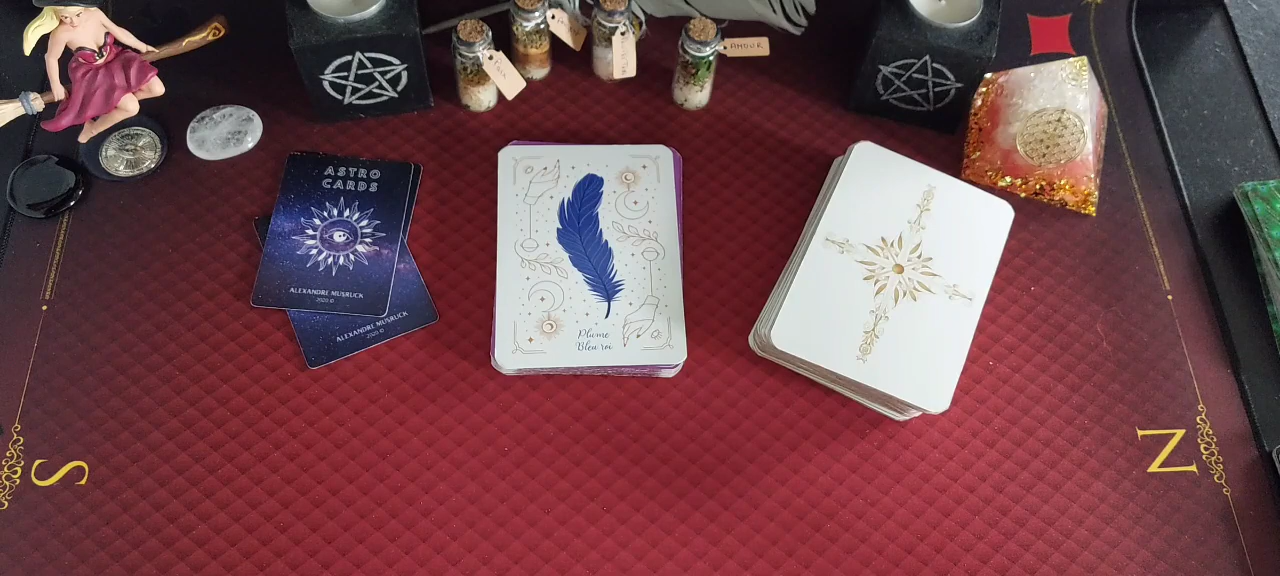 AMOUR
ASTRO
CARDS
ALEXANDRE MUSRUCK
2020 ©
ALEXANDRE MUSRUCK
2020 ©
Plume
Bleu roi
S
N